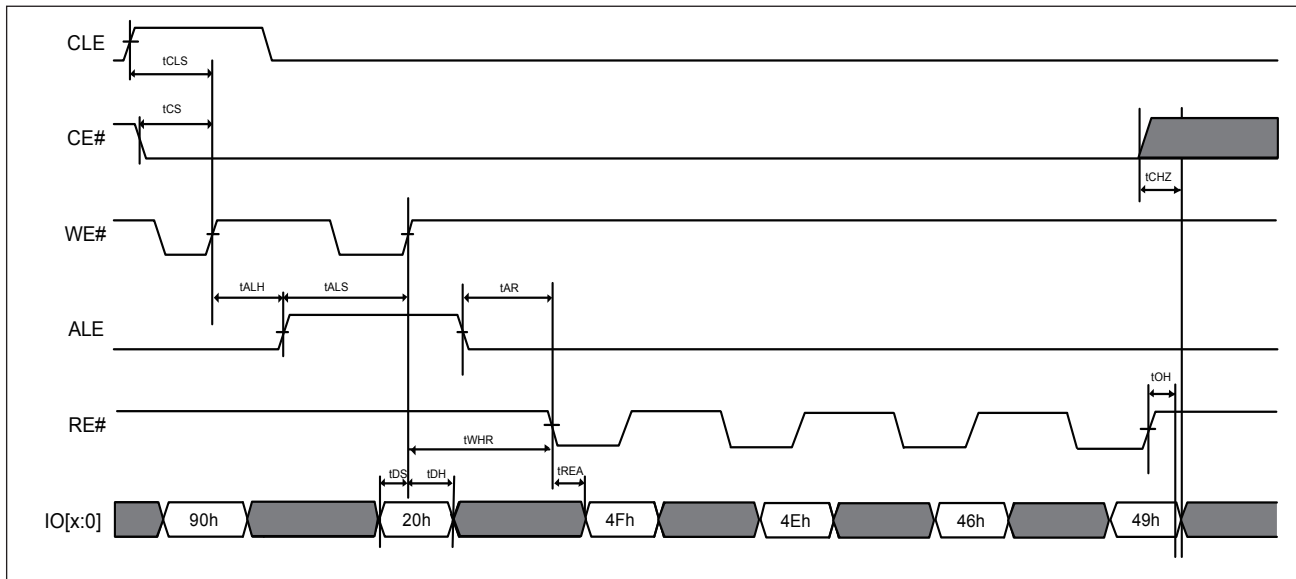 CLE
tCLS
CE#
tCS
tCHZ
WE#
tALH
tALS
tAR
ALE
tOH
RE#
tWHR
tDS
tDH
tREA
IO[x:0]
90h
20h
4Fh
4Eh
46h
49h